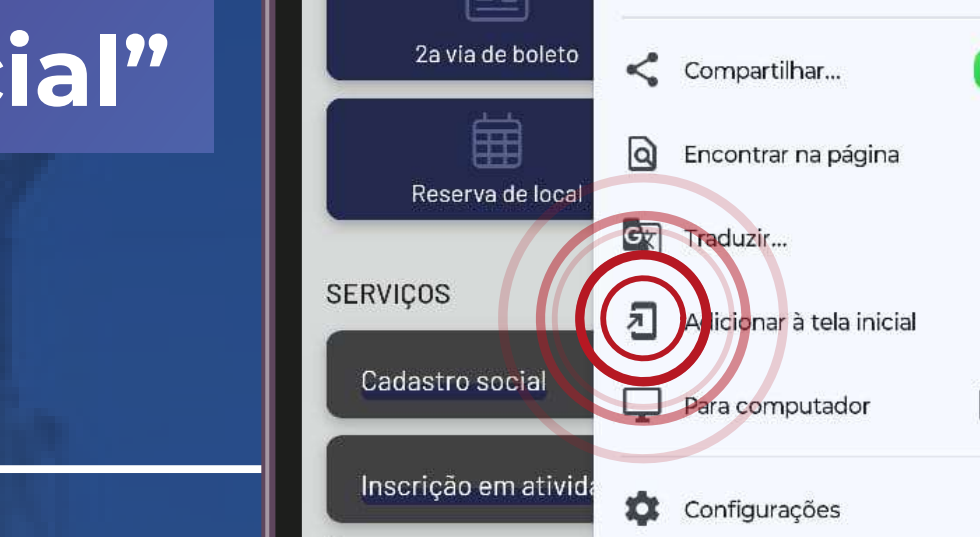 cial”
2a via de boleto
Reserva de local
SERVIÇOS
Cadastro social
Inscrição em ativida
Compartilhar...
Encontrar na página
Traduzir...
Adicionar à tela inicial
Para computador
Configurações